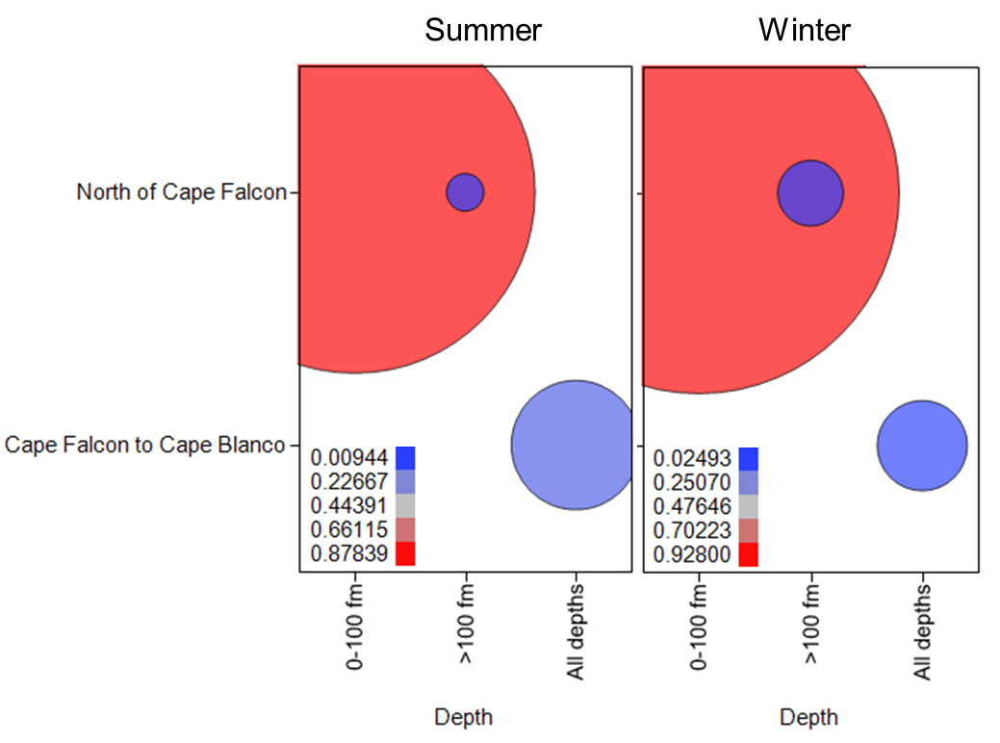 Summer
Winter
North of Cape Falcon
Cape Falcon to Cape Blanco
0.00944
0.22667
0.44391
0.66115
0.87839
0.02493
0.25070
0.47646
0.70223
0.92800
0-100 fm
>100 fm
All depths
0-100 fm
>100 fm
All depths
Depth
Depth